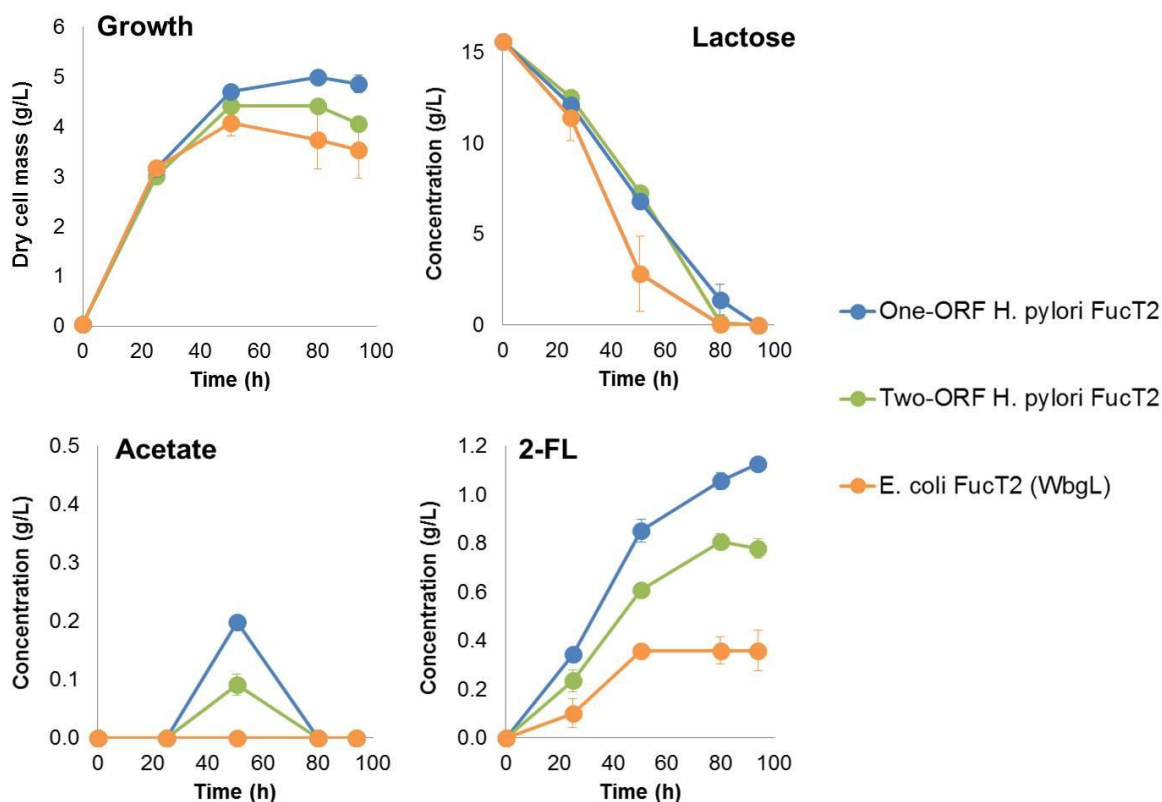 Growth
Dry cell mass (g/L)
6
5
4
3
2
1
0
0 20 40 60 80 100
Time (h)
Lactose
Concentration (g/L)
15
10
5
0
0 20 40 60 80 100
Time (h)
Acetate
Concentration (g/L)
0.5
0.4
0.3
0.2
0.1
0.0
0 20 40 60 80 100
Time (h)
2-FL
Concentration (g/L)
1.2
1.0
0.8
0.6
0.4
0.2
0.0
0 20 40 60 80 100
Time (h)
One-ORF H. pylori FucT2
Two-ORF H. pylori FucT2
E. coli FucT2 (WbgL)